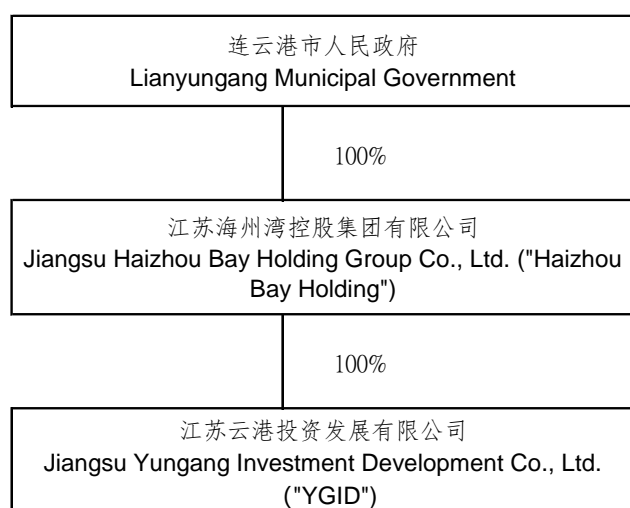 连云港市人民政府
Lianyungang Municipal Government
100%
江苏海州湾控股集团有限公司
Jiangsu Haizhou Bay Holding Group Co., Ltd. ("Haizhou
Bay Holding")
100%
江苏云港投资发展有限公司
Jiangsu Yungang Investment Development Co., Ltd.
("YGID")